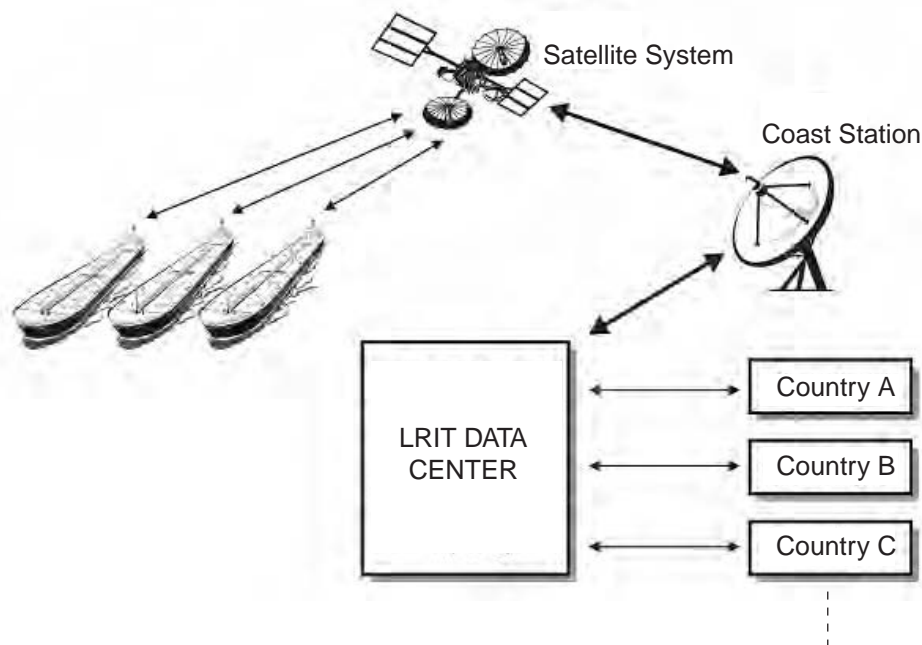 Satellite System
Coast Station
LRIT DATA
CENTER
Country A
Country B
Country C